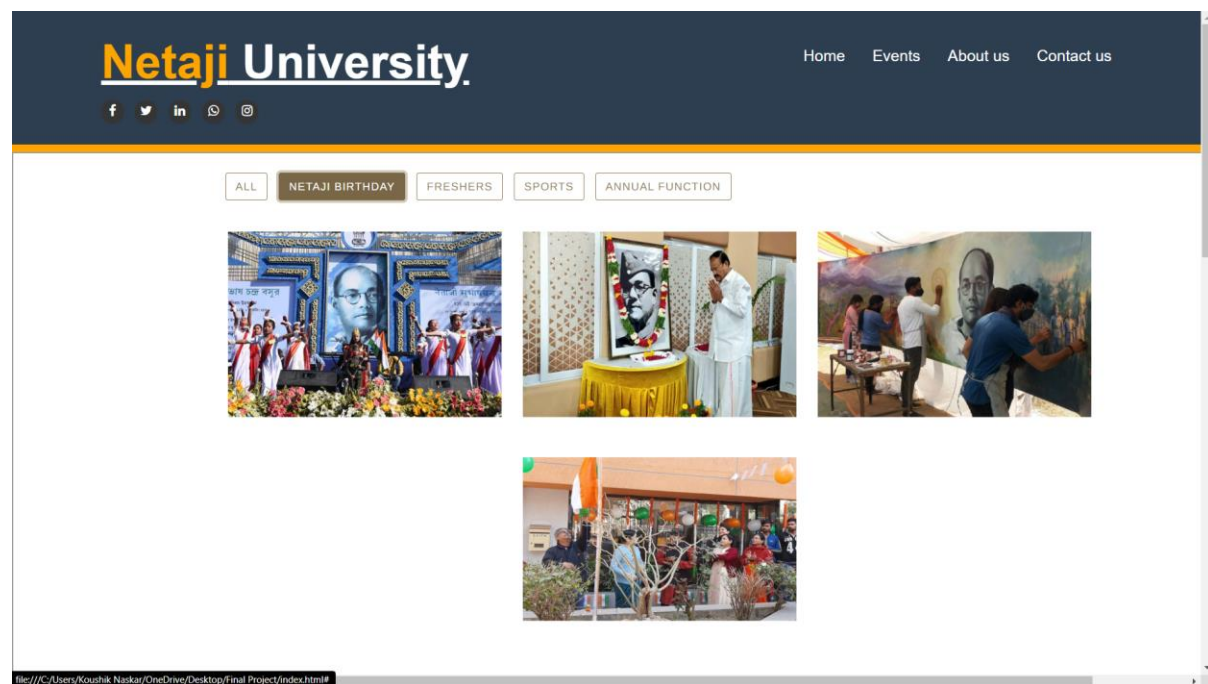 Netaji University
Home Events About us Contact us
ALL NETAJI BIRTHDAY FRESHERS SPORTS ANNUAL FUNCTION
file:///C:/Users/Koushik Naskar/OneDrive/Desktop/Final Project/index.html#